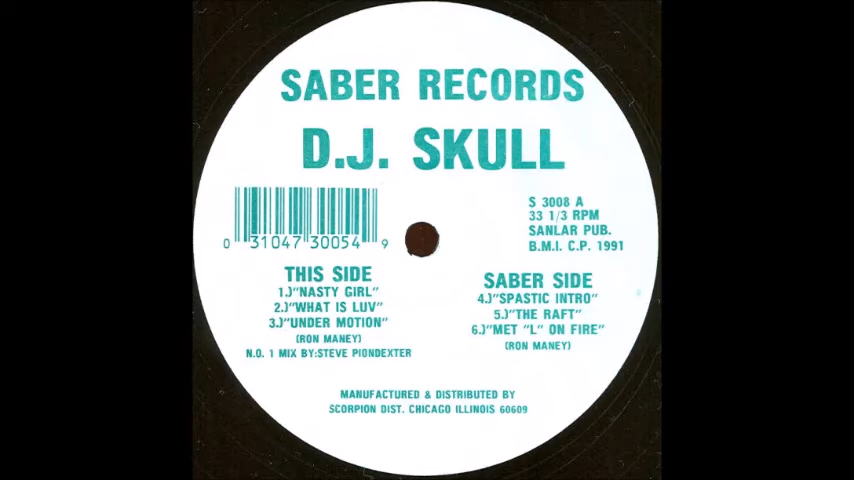 SABER RECORDS
D.J. SKULL
0 31047 30054 9
S 3008 A
33 1/3 RPM
SANLAR PUB.
B.M.I. C.P. 1991
THIS SIDE
1.)"NASTY GIRL"
2.)"WHAT IS LUV"
3.)"UNDER MOTION"
(RON MANEY)
N.O. 1 MIX BY:STEVE PIONDEXTER
SABER SIDE
4.)"SPASTIC INTRO"
5.)"THE RAFT"
6.)"MET "L" ON FIRE"
(RON MANEY)
MANUFACTURED & DISTRIBUTED BY
SCORPION DIST. CHICAGO ILLINOIS 60609